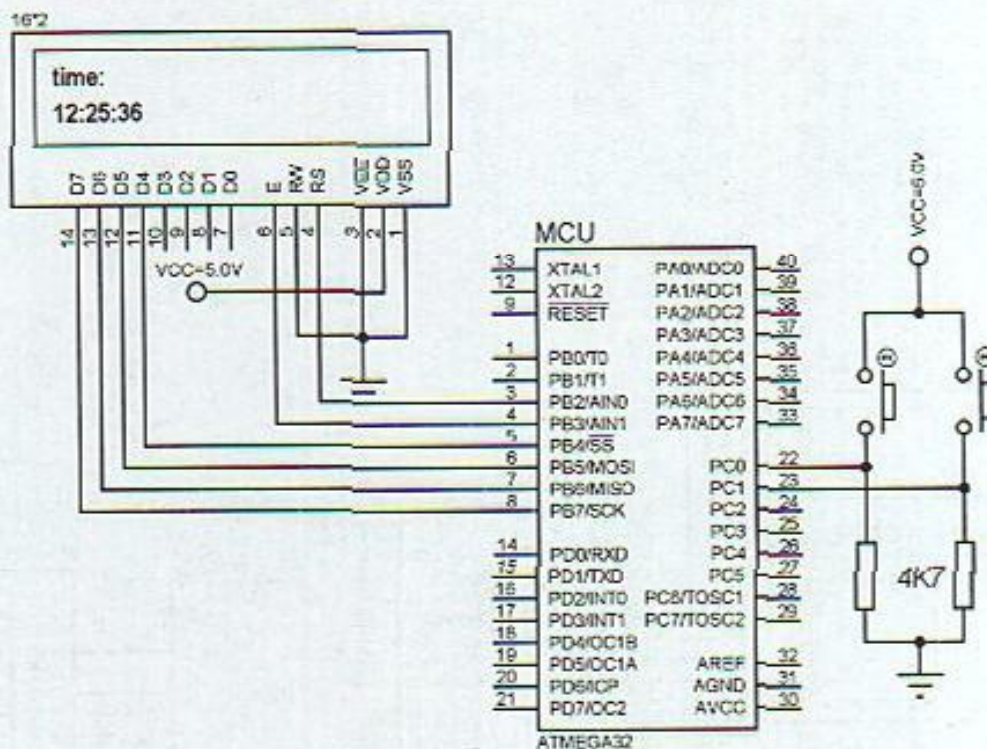 16*2
time:
12:25:36
D7 D6 D5 D4 D3 D2 D1 D0 E RW RS VEE VDD VSS
14 13 12 11 10 9 8 7 6 5 4 3 2 1
VCC=5.0V
MCU
13 XTAL1 PA0/ADC0 40
12 XTAL2 PA1/ADC1 39
9 RESET PA2/ADC2 38
PA3/ADC3 37
1 PB0/T0 PA4/ADC4 36
2 PB1/T1 PA5/ADC5 35
3 PB2/AIN0 PA6/ADC6 34
4 PB3/AIN1 PA7/ADC7 33
5 PB4/SS
6 PB5/MOSI PC0 22
7 PB6/MISO PC1 23
8 PB7/SCK PC2 24
PC3 25
14 PD0/RXD PC4 26
15 PD1/TXD PC5 27
16 PD2/INT0 PC6/TOSC1 28
17 PD3/INT1 PC7/TOSC2 29
18 PD4/OC1B
19 PD5/OC1A AREF 32
20 PD6/ICP AGND 31
21 PD7/OC2 AVCC 30
ATMEGA32
VCC=5.0V
4K7